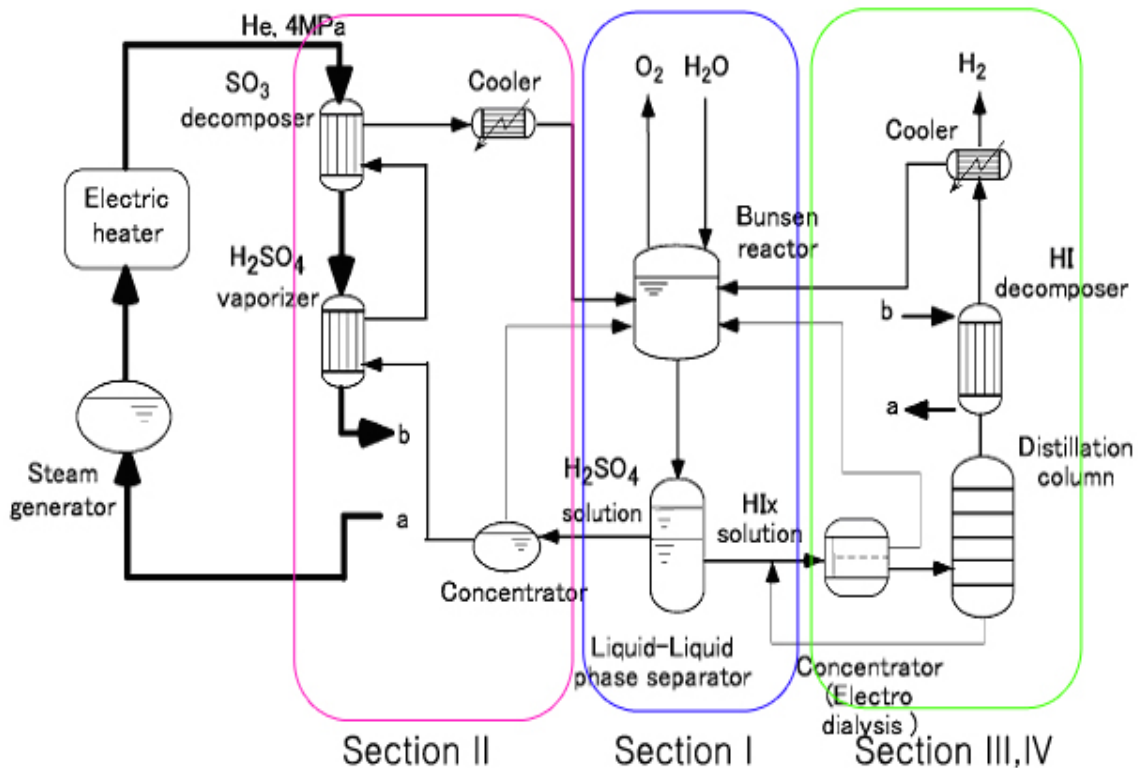 He, 4MPa
SO3
decomposer
Cooler
O2
H2O
H2
Cooler
Electric
heater
Bunsen
reactor
H2SO4
vaporizer
HI
decomposer
b
a
b
Steam
generator
a
H2SO4
solution
HIx
solution
Distillation
column
Concentrator
Liquid-Liquid
phase separator
Concentrator
(Electro
dialysis)
Section II
Section I
Section III,IV